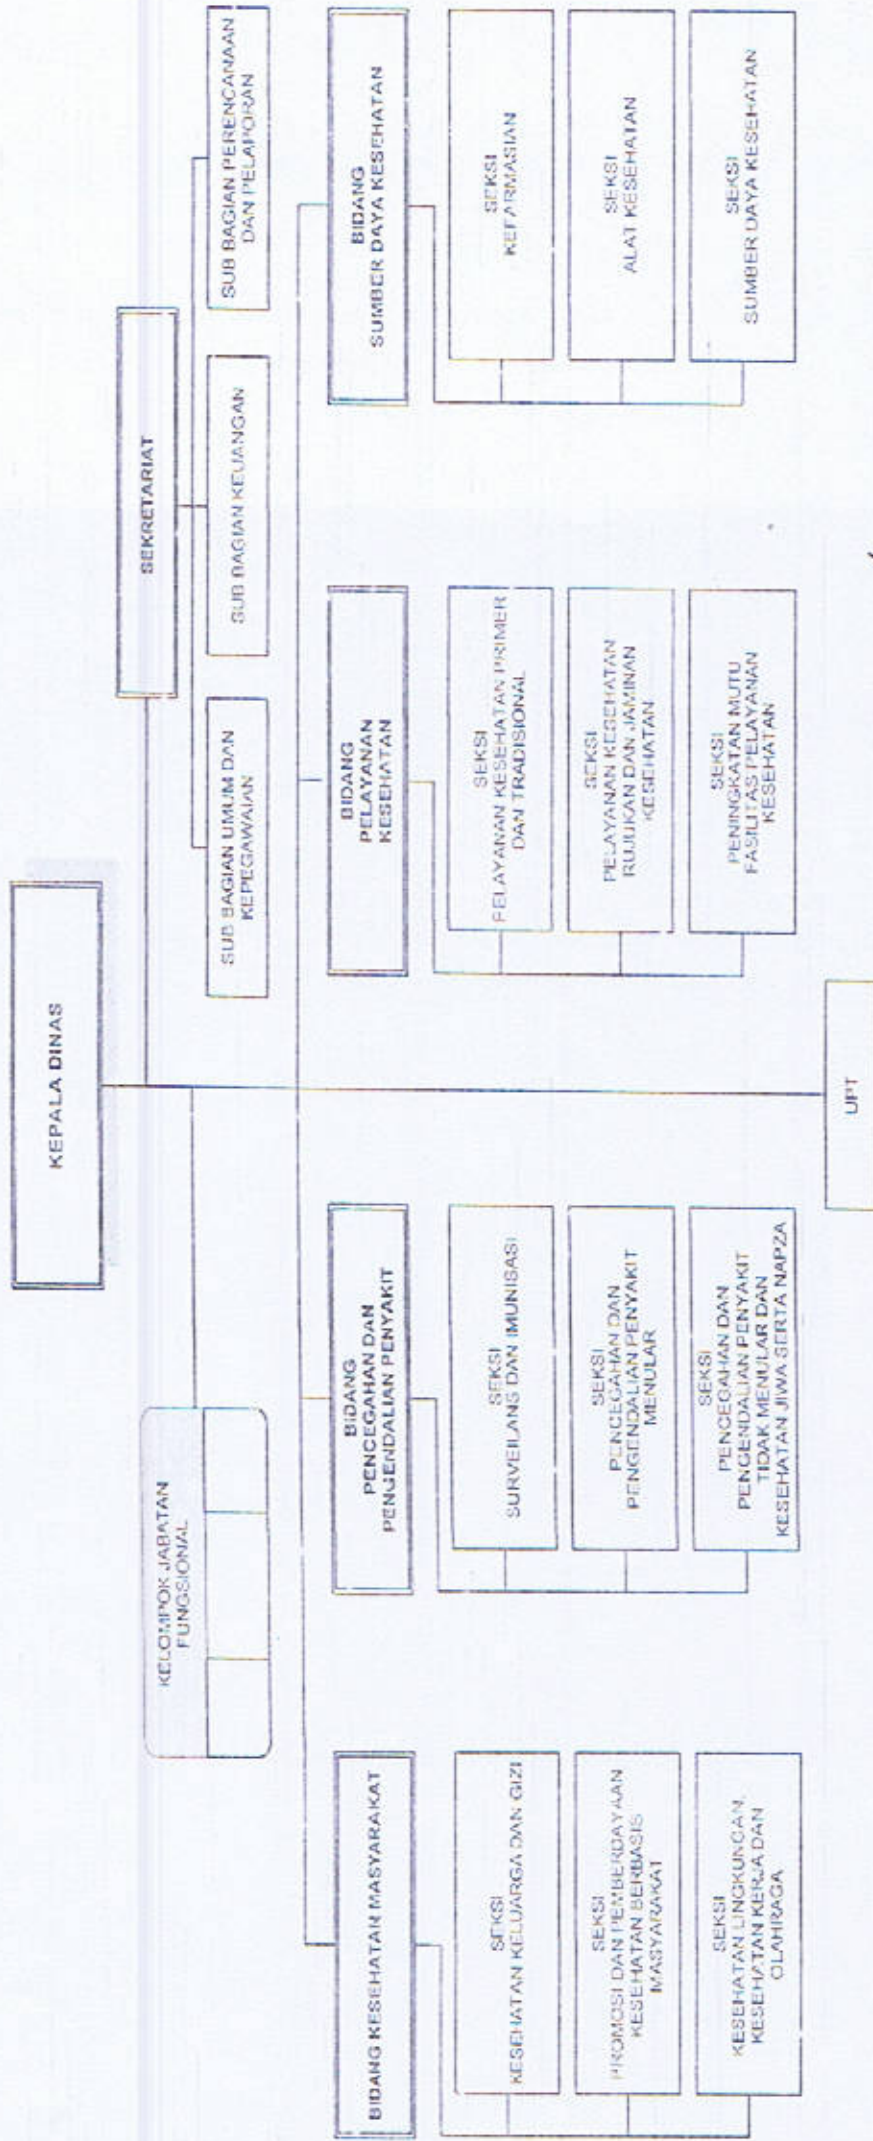 KEPALA DINAS
KELOMPOK JABATAN
FUNGSIONAL
SEKRETARIAT
SUB BAGIAN UMUM DAN
KEPEGAWAIAN
SUB BAGIAN KEUANGAN
SUB BAGIAN PERENCANAAN
DAN PELAPORAN
BIDANG KESEHATAN MASYARAKAT
SEKSI
KESEHATAN KELUARGA DAN GIZI
SEKSI
PROMOSI DAN PEMBERDAYAAN
KESEHATAN BERBASIS
MASYARAKAT
SEKSI
KESEHATAN LINGKUNGAN,
KESEHATAN KERJA DAN
OLAHRAGA
BIDANG
PENCEGAHAN DAN
PENGENDALIAN PENYAKIT
SEKSI
SURVEILANG DAN IMUNISASI
SEKSI
PENCEGAHAN DAN
PENGENDALIAN PENYAKIT
MENULAR
SEKSI
PENCEGAHAN DAN
PENGENDALIAN PENYAKIT
TIDAK MENULAR DAN
KESEHATAN JIWA SERTA NAPZA
BIDANG
PELAYANAN
KESEHATAN
SEKSI
PELAYANAN KESEHATAN PRIMER
DAN TRADISIONAL
SEKSI
PELAYANAN KESEHATAN
RUJUKAN DAN JAMINAN
KESEHATAN
SEKSI
PENINGKATAN MUTU
FASILITAS PELAYANAN
KESEHATAN
BIDANG
SUMBER DAYA KESEHATAN
SEKSI
KEFARMASIAN
SEKSI
ALAT KESEHATAN
SEKSI
SUMBER DAYA KESEHATAN
UPT